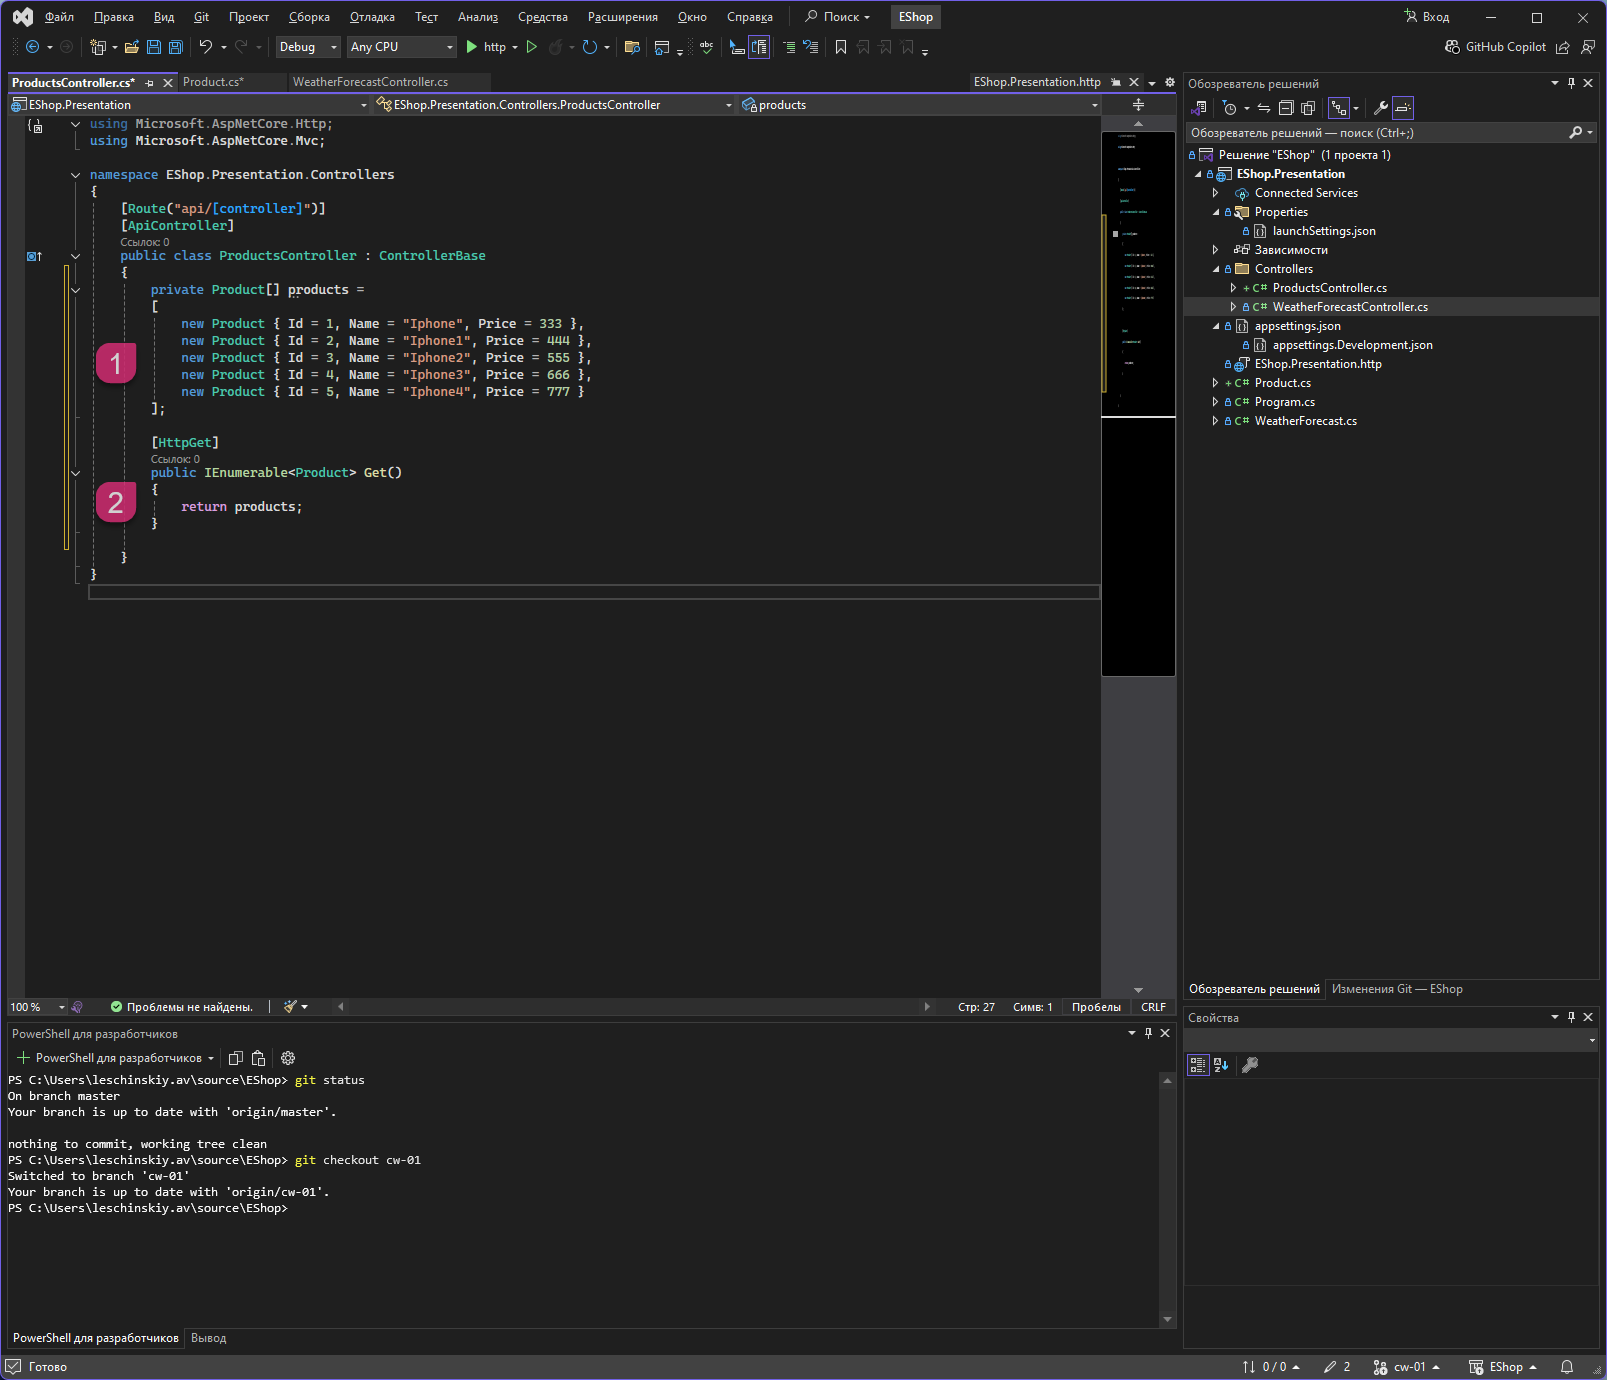 Файл Правка Вид Git Проект Сборка Отладка Тест Анализ Средства Расширения Окно Справка Поиск EShop Вход
Debug Any CPU http GitHub Copilot
ProductsController.cs* Product.cs* WeatherForecastController.cs EShop.Presentation.http
EShop.Presentation EShop.Presentation.Controllers.ProductsController products
using Microsoft.AspNetCore.Http;
using Microsoft.AspNetCore.Mvc;
namespace EShop.Presentation.Controllers
{
[Route("api/[controller]")]
[ApiController]
Ссылок: 0
public class ProductsController : ControllerBase
{
private Product[] products =
[
new Product { Id = 1, Name = "Iphone", Price = 333 },
new Product { Id = 2, Name = "Iphone1", Price = 444 },
new Product { Id = 3, Name = "Iphone2", Price = 555 },
1
new Product { Id = 4, Name = "Iphone3", Price = 666 },
new Product { Id = 5, Name = "Iphone4", Price = 777 }
];
[HttpGet]
Ссылок: 0
public IEnumerable<Product> Get()
{
2
return products;
}
}
}
100 % Проблемы не найдены. Стр: 27 Симв: 1 Пробелы CRLF
PowerShell для разработчиков
PowerShell для разработчиков
PS C:\Users\leschinskiy.av\source\EShop> git status
On branch master
Your branch is up to date with 'origin/master'.
nothing to commit, working tree clean
PS C:\Users\leschinskiy.av\source\EShop> git checkout cw-01
Switched to branch 'cw-01'
Your branch is up to date with 'origin/cw-01'.
PS C:\Users\leschinskiy.av\source\EShop>
PowerShell для разработчиков Вывод
Обозреватель решений
Обозреватель решений — поиск (Ctrl+;)
Решение "EShop" (1 проекта 1)
EShop.Presentation
Connected Services
Properties
launchSettings.json
Зависимости
Controllers
C# ProductsController.cs
C# WeatherForecastController.cs
appsettings.json
appsettings.Development.json
EShop.Presentation.http
C# Product.cs
C# Program.cs
C# WeatherForecast.cs
Обозреватель решений Изменения Git — EShop
Свойства
Готово 0 / 0 2 cw-01 EShop